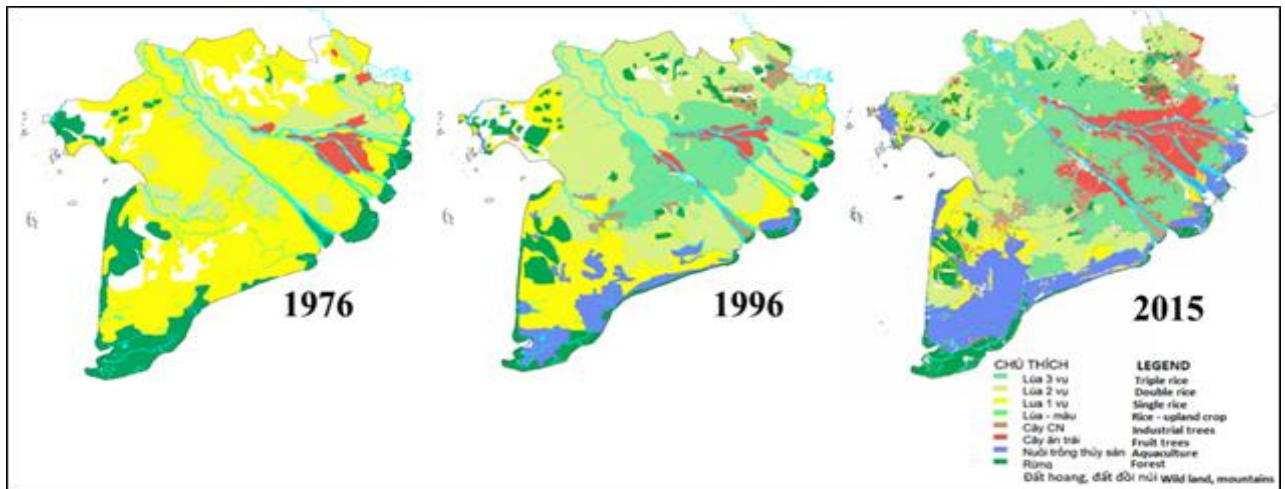 1976
1996
2015
CHÚ THÍCH LEGEND
Lúa 3 vụ Triple rice
Lúa 2 vụ Double rice
Lúa 1 vụ Single rice
Lúa - màu Rice - upland crop
Cây CN Industrial trees
Cây ăn trái Fruit trees
Nuôi trồng thủy sản Aquaculture
Rừng Forest
Đất hoang, đất đồi núi Wild land, mountains